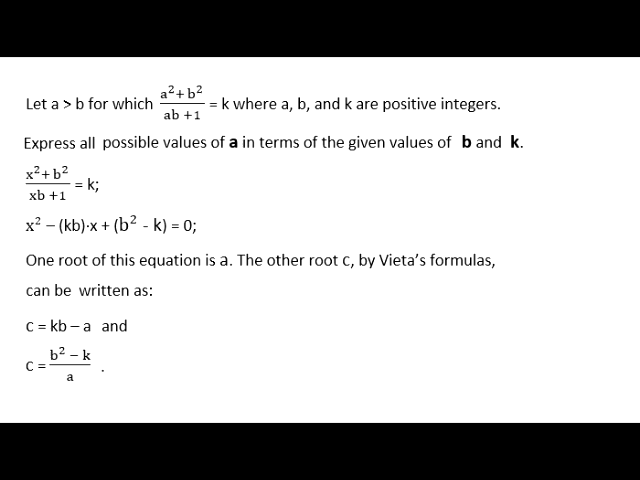 Let a > b for which (a² + b²)/(ab + 1) = k where a, b, and k are positive integers.
Express all possible values of a in terms of the given values of b and k.
(x² + b²)/(xb + 1) = k;
x² – (kb)·x + (b² - k) = 0;
One root of this equation is a. The other root c, by Vieta’s formulas,
can be written as:
c = kb – a and
c = (b² – k)/a .